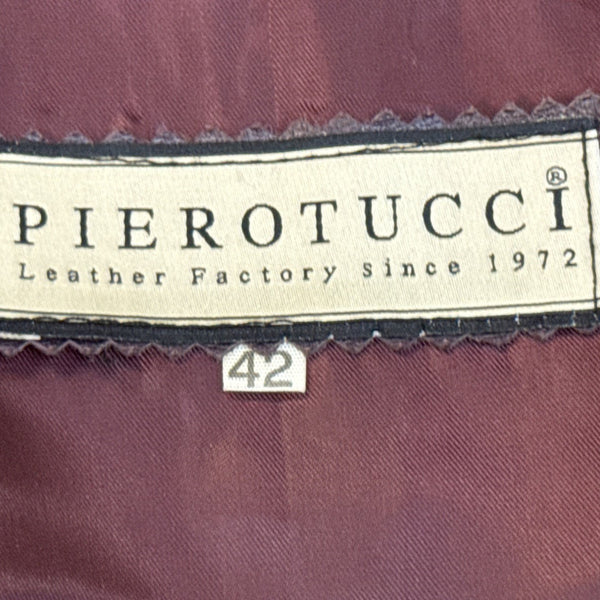 PIEROTUCCI®
Leather Factory Since 1972
42